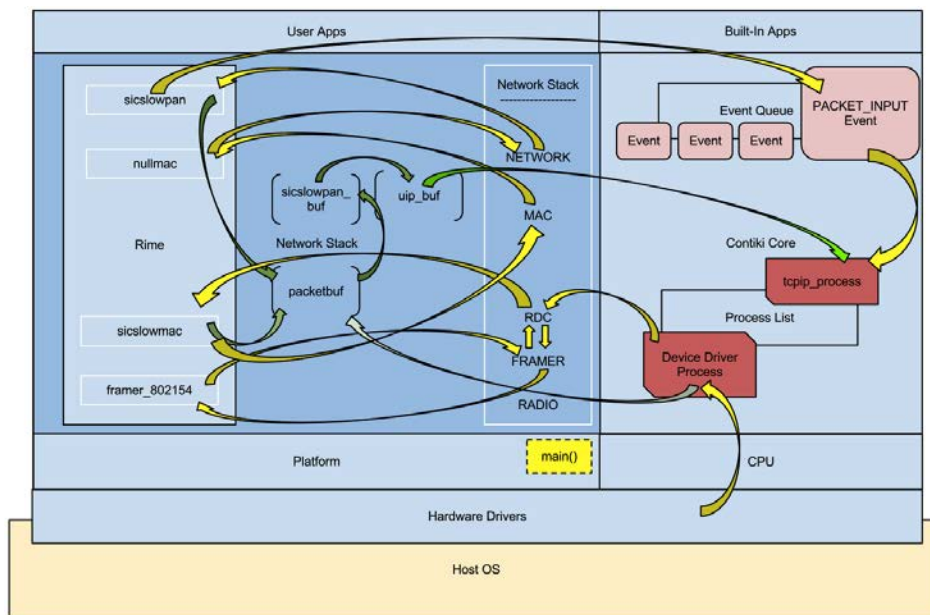 User Apps
Built-In Apps
sicslowpan
nullmac
Rime
sicslowmac
framer_802154
sicslowpan_
buf
uip_buf
Network Stack
packetbuf
Network Stack
--------------------
NETWORK
MAC
RDC
FRAMER
RADIO
PACKET_INPUT
Event
Event Queue
Event
Event
Event
Contiki Core
tcpip_process
Process List
Device Driver
Process
Platform
main()
CPU
Hardware Drivers
Host OS